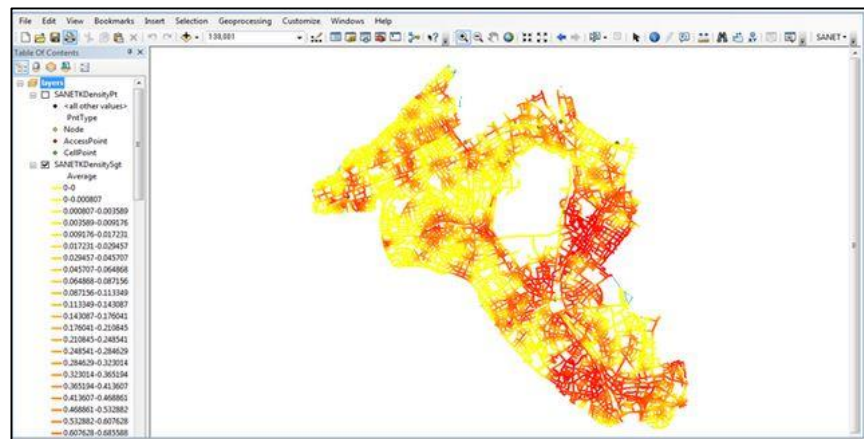 File Edit View Bookmarks Insert Selection Geoprocessing Customize Windows Help
138,881
SANET
Table Of Contents
layers
SANETKDensityPt
<all other values>
PntType
Node
AccessPoint
CellPoint
SANETKDensitySgt
Average
0-0
0-0.000807
0.000807-0.003589
0.003589-0.009176
0.009176-0.017231
0.017231-0.029457
0.029457-0.045707
0.045707-0.064868
0.064868-0.087156
0.087156-0.113349
0.113349-0.143087
0.143087-0.176041
0.176041-0.210845
0.210845-0.248541
0.248541-0.284629
0.284629-0.323014
0.323014-0.365194
0.365194-0.413607
0.413607-0.468861
0.468861-0.532882
0.532882-0.607628
0.607628-0.685588